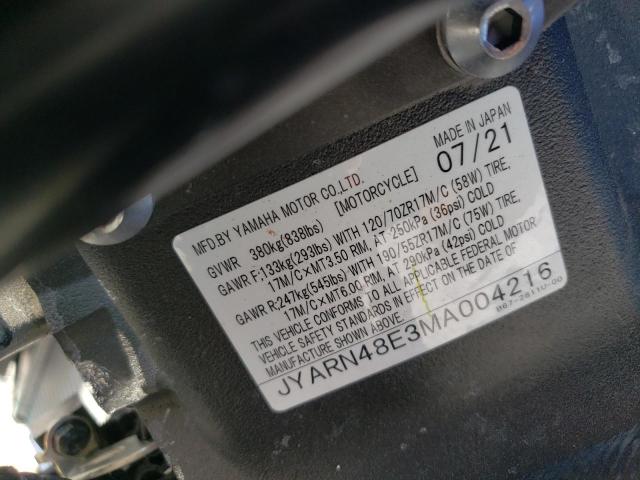 MFD.BY YAMAHA MOTOR CO.,LTD. MADE IN JAPAN
07/21
GVWR 380kg(838lbs) [MOTORCYCLE]
GAWR F:133kg(293lbs) WITH 120/70ZR17M/C (58W) TIRE,
17M/C×MT3.50 RIM, AT 250kPa (36psi) COLD
GAWR R:247kg(545lbs) WITH 190/55ZR17M/C (75W) TIRE,
17M/C×MT6.00 RIM, AT 290kPa (42psi) COLD
THIS VEHICLE CONFORMS TO ALL APPLICABLE FEDERAL MOTOR
VEHICLE SAFETY STANDARDS IN EFFECT ON THE DATE OF
MANUFACTURE SHOWN ABOVE.
JYARN48E3MA004216
B67-2811U-00